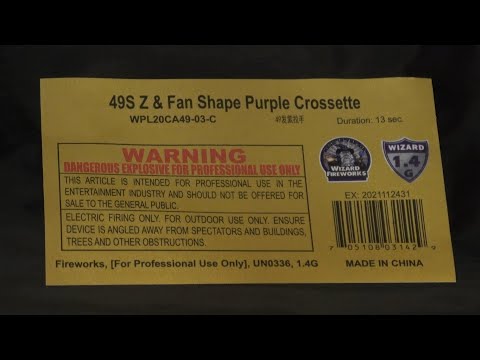 49S Z & Fan Shape Purple Crossette
WPL20CA49-03-C
Duration: 13 sec.
WARNING
DANGEROUS EXPLOSIVE FOR PROFESSIONAL USE ONLY
THIS ARTICLE IS INTENDED FOR PROFESSIONAL USE IN THE
ENTERTAINMENT INDUSTRY AND SHOULD NOT BE OFFERED FOR
SALE TO THE GENERAL PUBLIC.
ELECTRIC FIRING ONLY. FOR OUTDOOR USE ONLY. ENSURE
DEVICE IS ANGLED AWAY FROM SPECTATORS AND BUILDINGS,
TREES AND OTHER OBSTRUCTIONS.
WIZARD
FIREWORKS
WIZARD
1.4
G
EX: 2021112431
7 05108 03142 9
Fireworks, [For Professional Use Only], UN0336, 1.4G
MADE IN CHINA